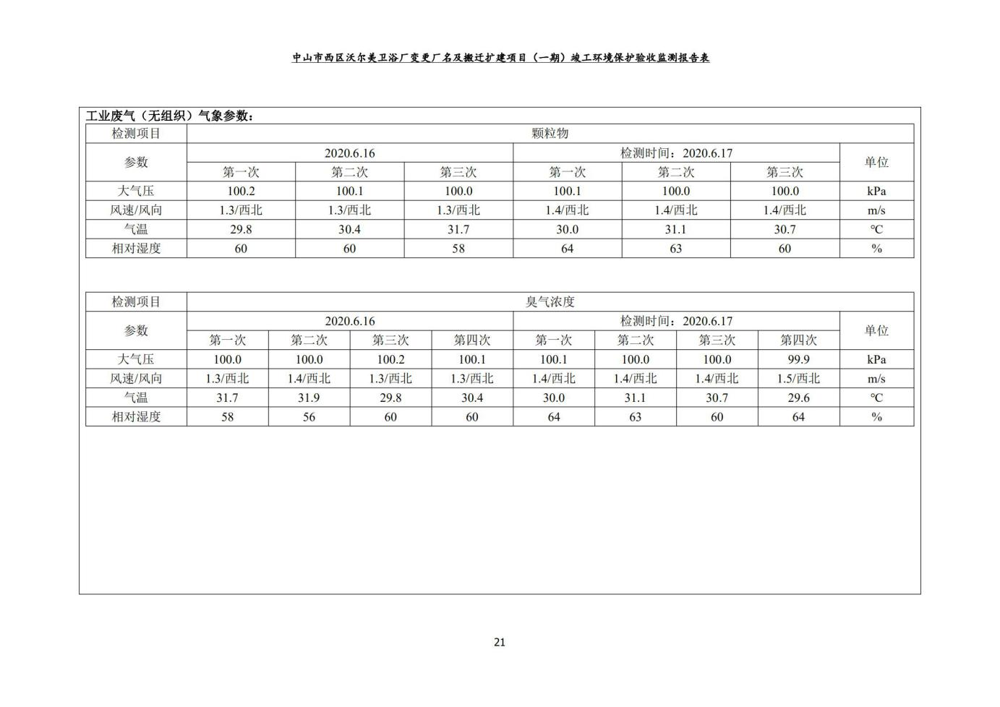 中山市西区沃尔美卫浴厂变更厂名及搬迁扩建项目（一期）竣工环境保护验收监测报告表
工业废气（无组织）气象参数：
检测项目 颗粒物
参数 2020.6.16 检测时间：2020.6.17 单位
第一次 第二次 第三次 第一次 第二次 第三次
大气压 100.2 100.1 100.0 100.1 100.0 100.0 kPa
风速/风向 1.3/西北 1.3/西北 1.3/西北 1.4/西北 1.4/西北 1.4/西北 m/s
气温 29.8 30.4 31.7 30.0 31.1 30.7 ℃
相对湿度 60 60 58 64 63 60 %
检测项目 臭气浓度
参数 2020.6.16 检测时间：2020.6.17 单位
第一次 第二次 第三次 第四次 第一次 第二次 第三次 第四次
大气压 100.0 100.0 100.2 100.1 100.1 100.0 100.0 99.9 kPa
风速/风向 1.3/西北 1.4/西北 1.3/西北 1.3/西北 1.4/西北 1.4/西北 1.4/西北 1.5/西北 m/s
气温 31.7 31.9 29.8 30.4 30.0 31.1 30.7 29.6 ℃
相对湿度 58 56 60 60 64 63 60 64 %
21